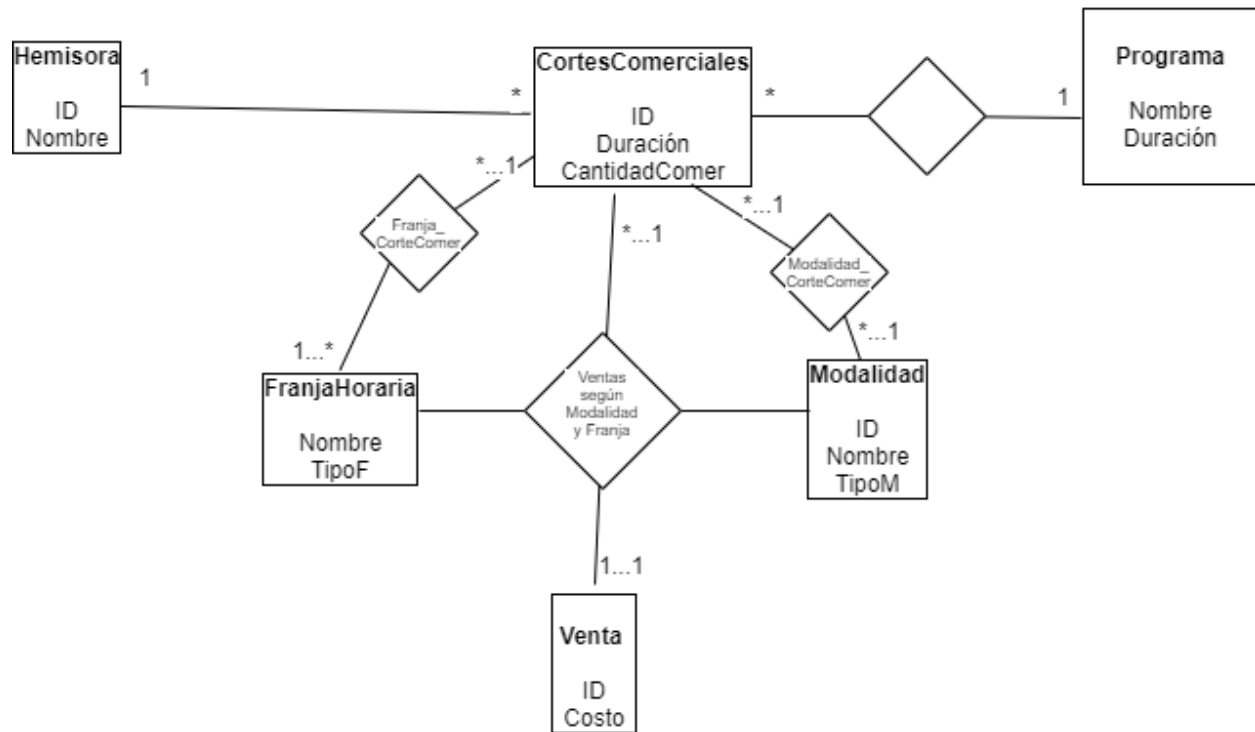 Hemisora
ID
Nombre
1
*
CortesComerciales
ID
Duración
CantidadComer
*
1
Programa
Nombre
Duración
*...1
Franja_
CorteComer
1...*
*...1
*...1
Modalidad_
CorteComer
*...1
FranjaHoraria
Nombre
TipoF
Ventas
según
Modalidad
y Franja
Modalidad
ID
Nombre
TipoM
1...1
Venta
ID
Costo